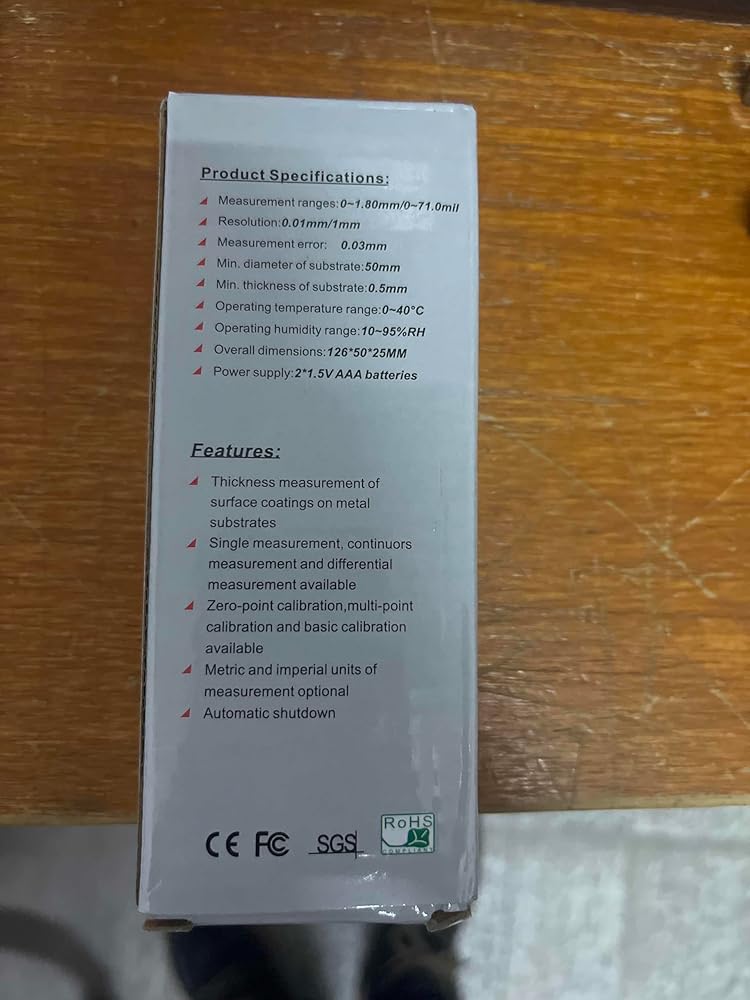 Product Specifications:
Measurement ranges:0~1.80mm/0~71.0mil
Resolution:0.01mm/1mm
Measurement error: 0.03mm
Min. diameter of substrate:50mm
Min. thickness of substrate:0.5mm
Operating temperature range:0~40°C
Operating humidity range:10~95%RH
Overall dimensions:126*50*25MM
Power supply:2*1.5V AAA batteries
Features:
Thickness measurement of
surface coatings on metal
substrates
Single measurement, continuors
measurement and differential
measurement available
Zero-point calibration,multi-point
calibration and basic calibration
available
Metric and imperial units of
measurement optional
Automatic shutdown
CE FC SGS RoHS
COMPLIANT